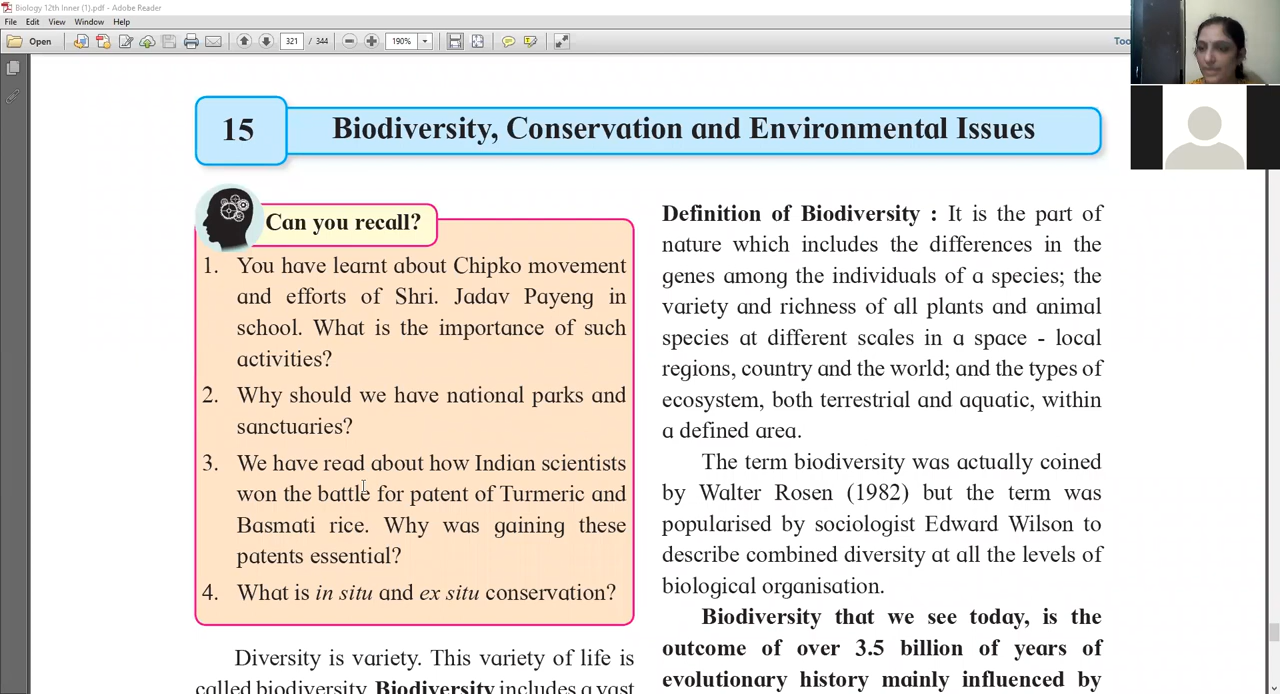 Biology 12th Inner (1).pdf - Adobe Reader
File Edit View Window Help
Open
321 / 344
190%
Too
15
Biodiversity, Conservation and Environmental Issues
Can you recall?
1. You have learnt about Chipko movement
and efforts of Shri. Jadav Payeng in
school. What is the importance of such
activities?
2. Why should we have national parks and
sanctuaries?
3. We have read about how Indian scientists
won the battle for patent of Turmeric and
Basmati rice. Why was gaining these
patents essential?
4. What is in situ and ex situ conservation?
Diversity is variety. This variety of life is
called biodiversity. Biodiversity includes a vast
Definition of Biodiversity : It is the part of
nature which includes the differences in the
genes among the individuals of a species; the
variety and richness of all plants and animal
species at different scales in a space - local
regions, country and the world; and the types of
ecosystem, both terrestrial and aquatic, within
a defined area.
The term biodiversity was actually coined
by Walter Rosen (1982) but the term was
popularised by sociologist Edward Wilson to
describe combined diversity at all the levels of
biological organisation.
Biodiversity that we see today, is the
outcome of over 3.5 billion of years of
evolutionary history mainly influenced by